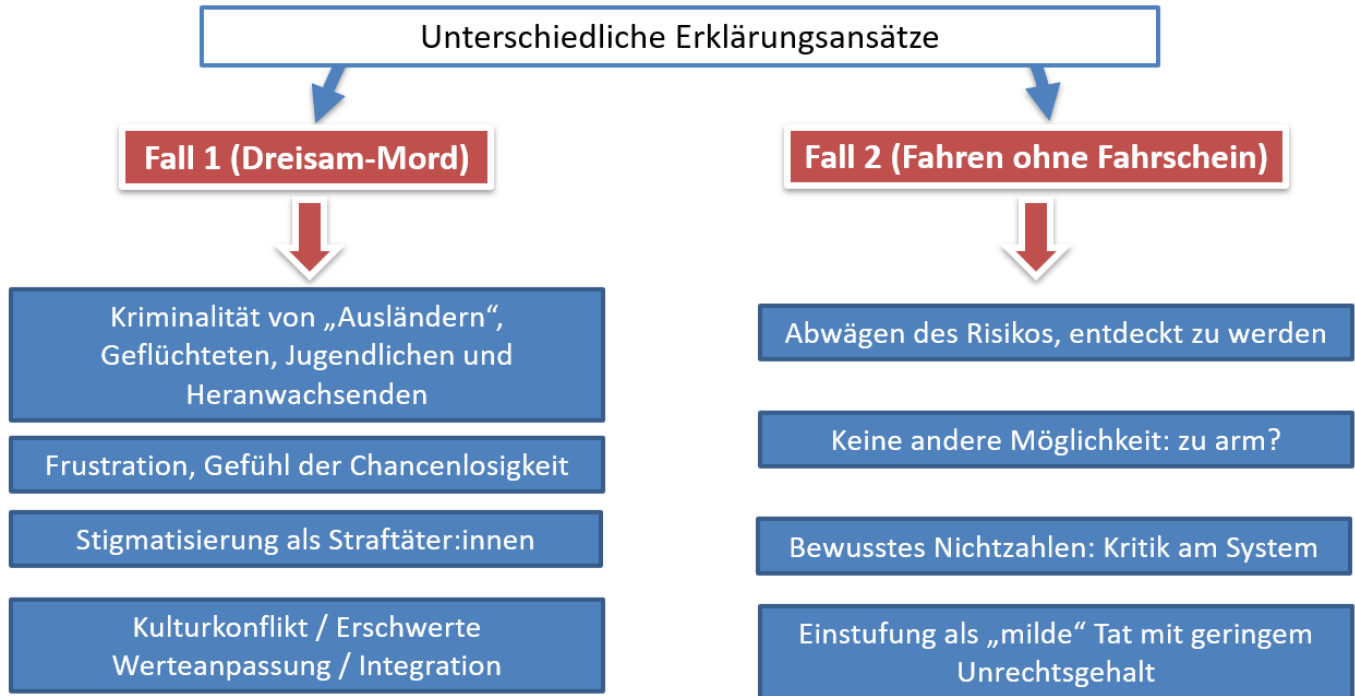 Unterschiedliche Erklärungsansätze
Fall 1 (Dreisam-Mord)
Kriminalität von „Ausländern“,
Geflüchteten, Jugendlichen und
Heranwachsenden
Frustration, Gefühl der Chancenlosigkeit
Stigmatisierung als Straftäter:innen
Kulturkonflikt / Erschwerte
Werteanpassung / Integration
Fall 2 (Fahren ohne Fahrschein)
Abwägen des Risikos, entdeckt zu werden
Keine andere Möglichkeit: zu arm?
Bewusstes Nichtzahlen: Kritik am System
Einstufung als „milde“ Tat mit geringem
Unrechtsgehalt